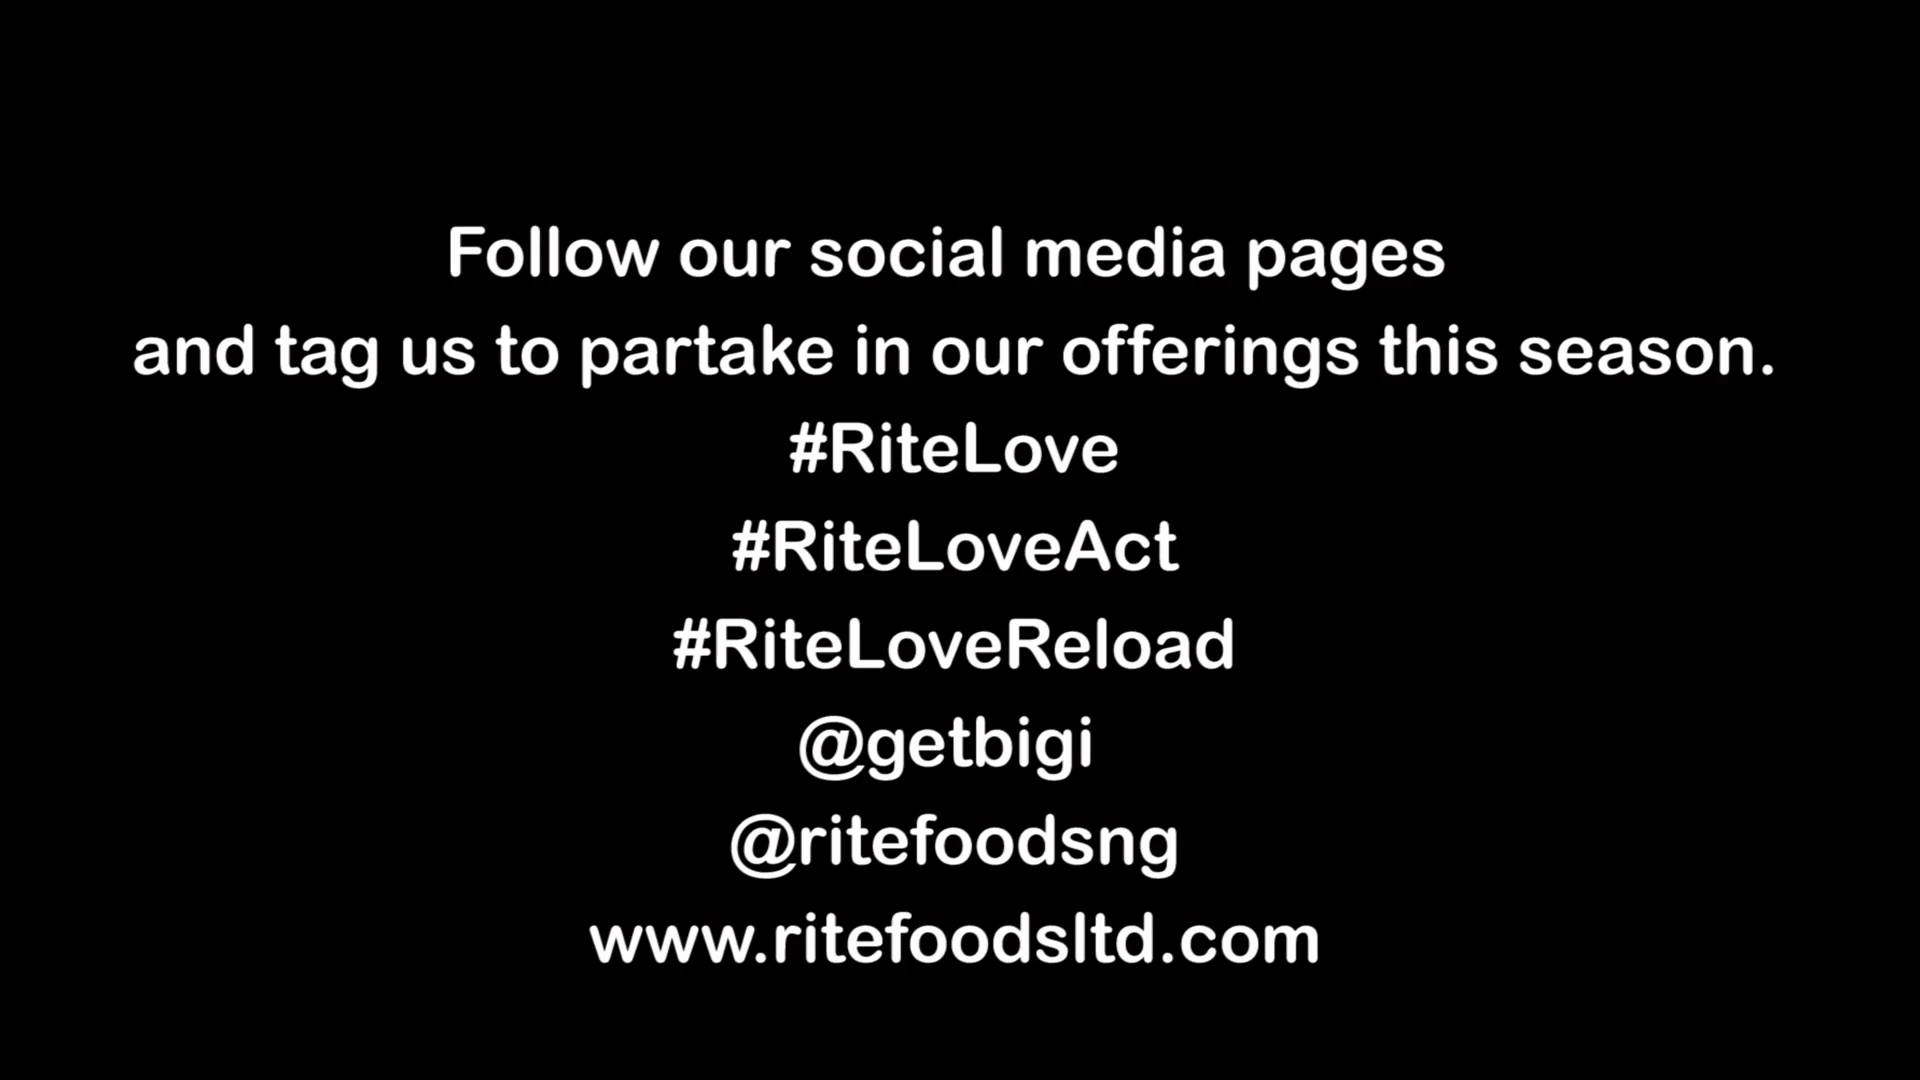 Follow our social media pages
and tag us to partake in our offerings this season.
#RiteLove
#RiteLoveAct
#RiteLoveReload
@getbigi
@ritefoodsng
www.ritefoodsltd.com